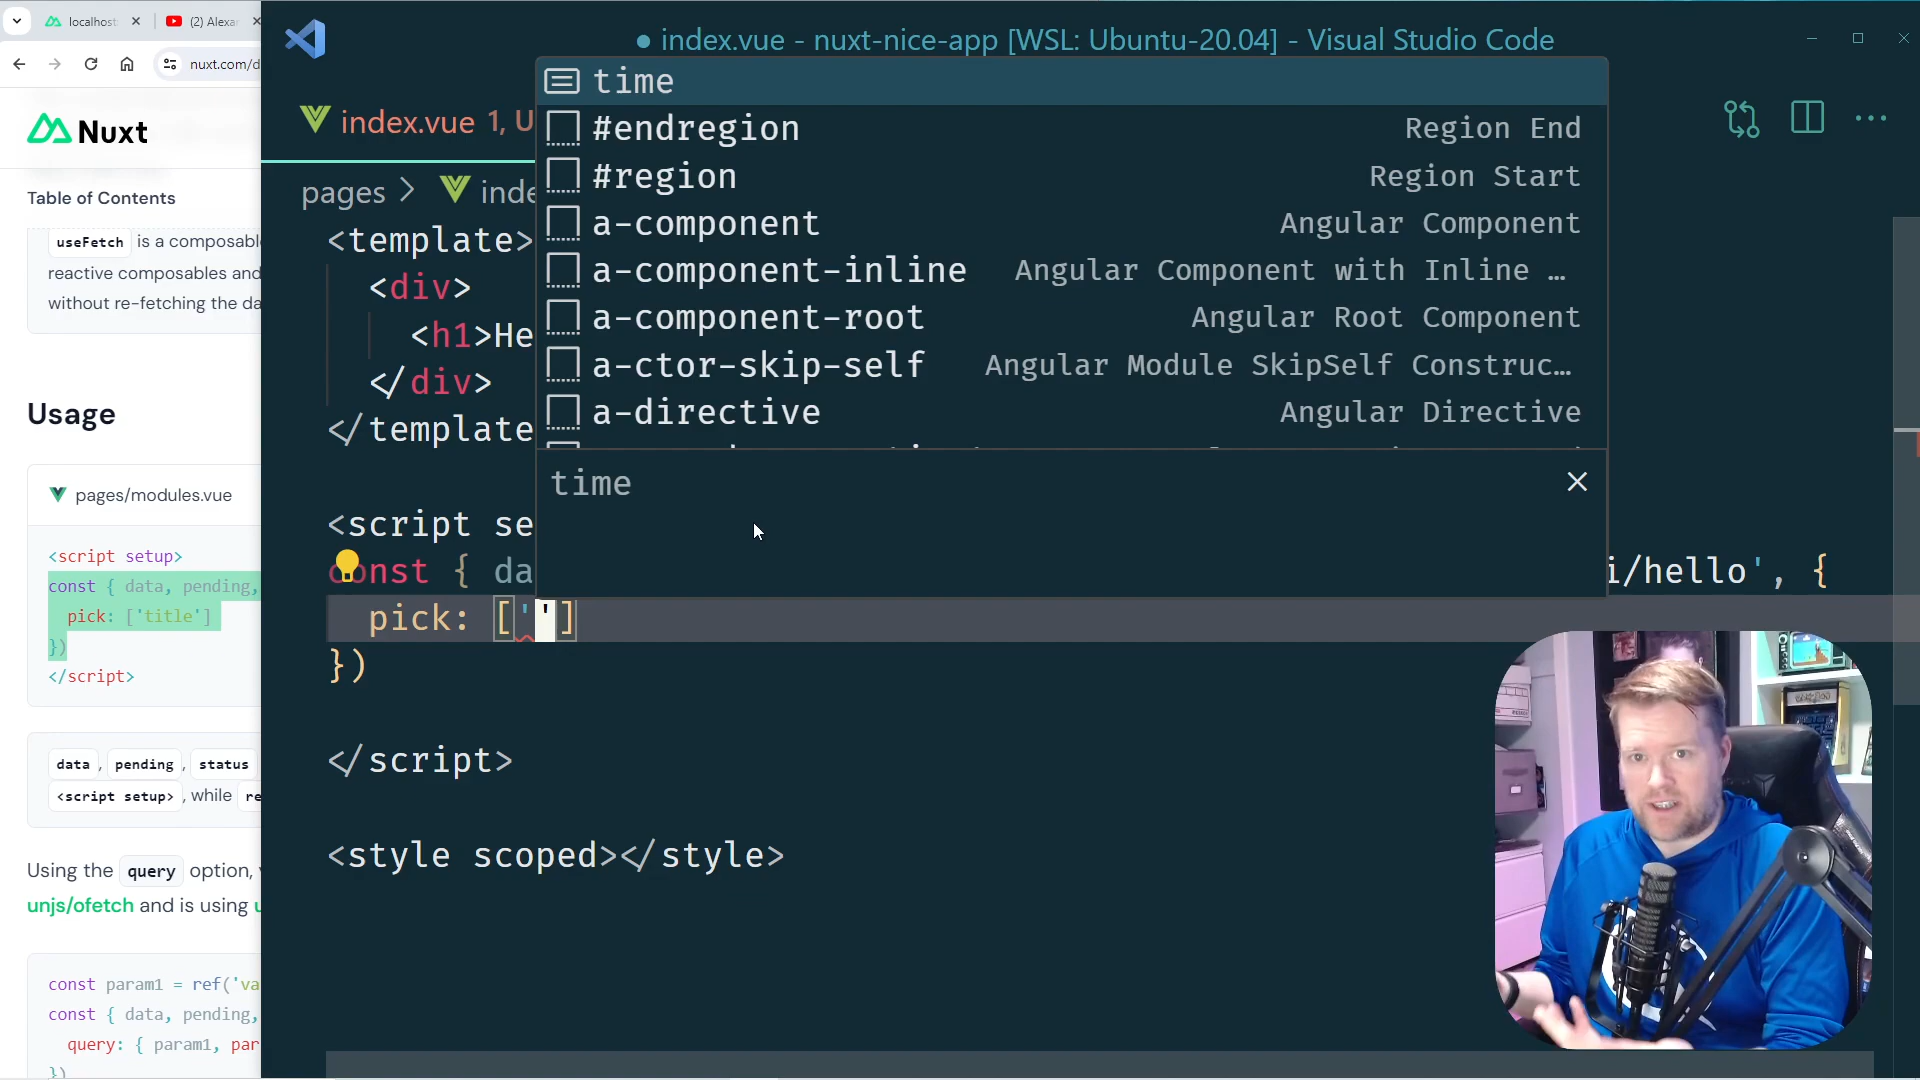 localhost
(2) Alexa
nuxt.com/d
Nuxt
Table of Contents
useFetch is a composabl
reactive composables and
without re-fetching the da
Usage
pages/modules.vue
<script setup>
const { data, pending,
pick: ['title']
})
</script>
data, pending, status
<script setup>, while re
Using the query option,
unjs/ofetch and is using
const param1 = ref('va
const { data, pending,
query: { param1, par
})
● index.vue - nuxt-nice-app [WSL: Ubuntu-20.04] - Visual Studio Code
index.vue 1, U
pages > inde
<template>
<div>
<h1>He
</div>
</template
<script se
const { da
i/hello', {
pick: ['']
})
</script>
<style scoped></style>
time
#endregion Region End
#region Region Start
a-component Angular Component
a-component-inline Angular Component with Inline …
a-component-root Angular Root Component
a-ctor-skip-self Angular Module SkipSelf Construc…
a-directive Angular Directive
time